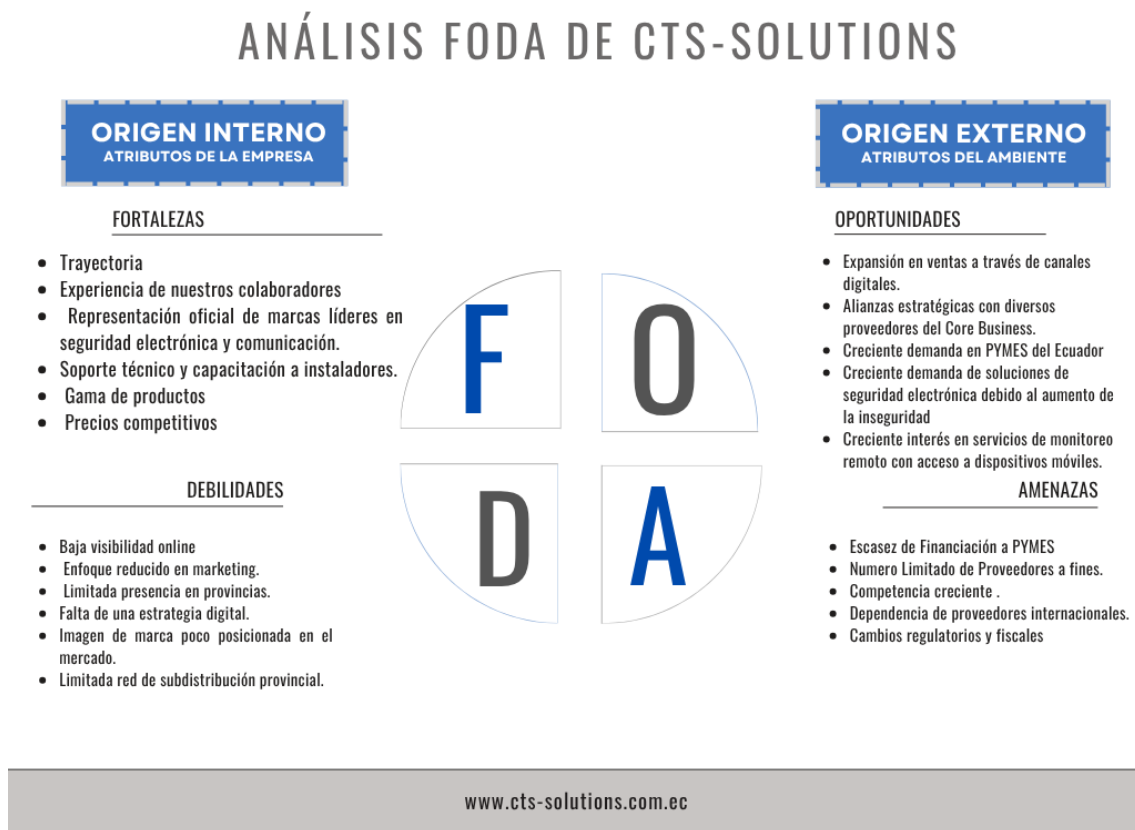 ANÁLISIS FODA DE CTS-SOLUTIONS
ORIGEN INTERNO
ATRIBUTOS DE LA EMPRESA
FORTALEZAS
• Trayectoria
• Experiencia de nuestros colaboradores
• Representación oficial de marcas líderes en
seguridad electrónica y comunicación.
• Soporte técnico y capacitación a instaladores.
• Gama de productos
• Precios competitivos
DEBILIDADES
• Baja visibilidad online
• Enfoque reducido en marketing.
• Limitada presencia en provincias.
• Falta de una estrategia digital.
• Imagen de marca poco posicionada en el
mercado.
• Limitada red de subdistribución provincial.
F
O
D
A
ORIGEN EXTERNO
ATRIBUTOS DEL AMBIENTE
OPORTUNIDADES
• Expansión en ventas a través de canales
digitales.
• Alianzas estratégicas con diversos
proveedores del Core Business.
• Creciente demanda en PYMES del Ecuador
• Creciente demanda de soluciones de
seguridad electrónica debido al aumento de
la inseguridad
• Creciente interés en servicios de monitoreo
remoto con acceso a dispositivos móviles.
AMENAZAS
• Escasez de Financiación a PYMES
• Numero Limitado de Proveedores a fines.
• Competencia creciente .
• Dependencia de proveedores internacionales.
• Cambios regulatorios y fiscales
www.cts-solutions.com.ec